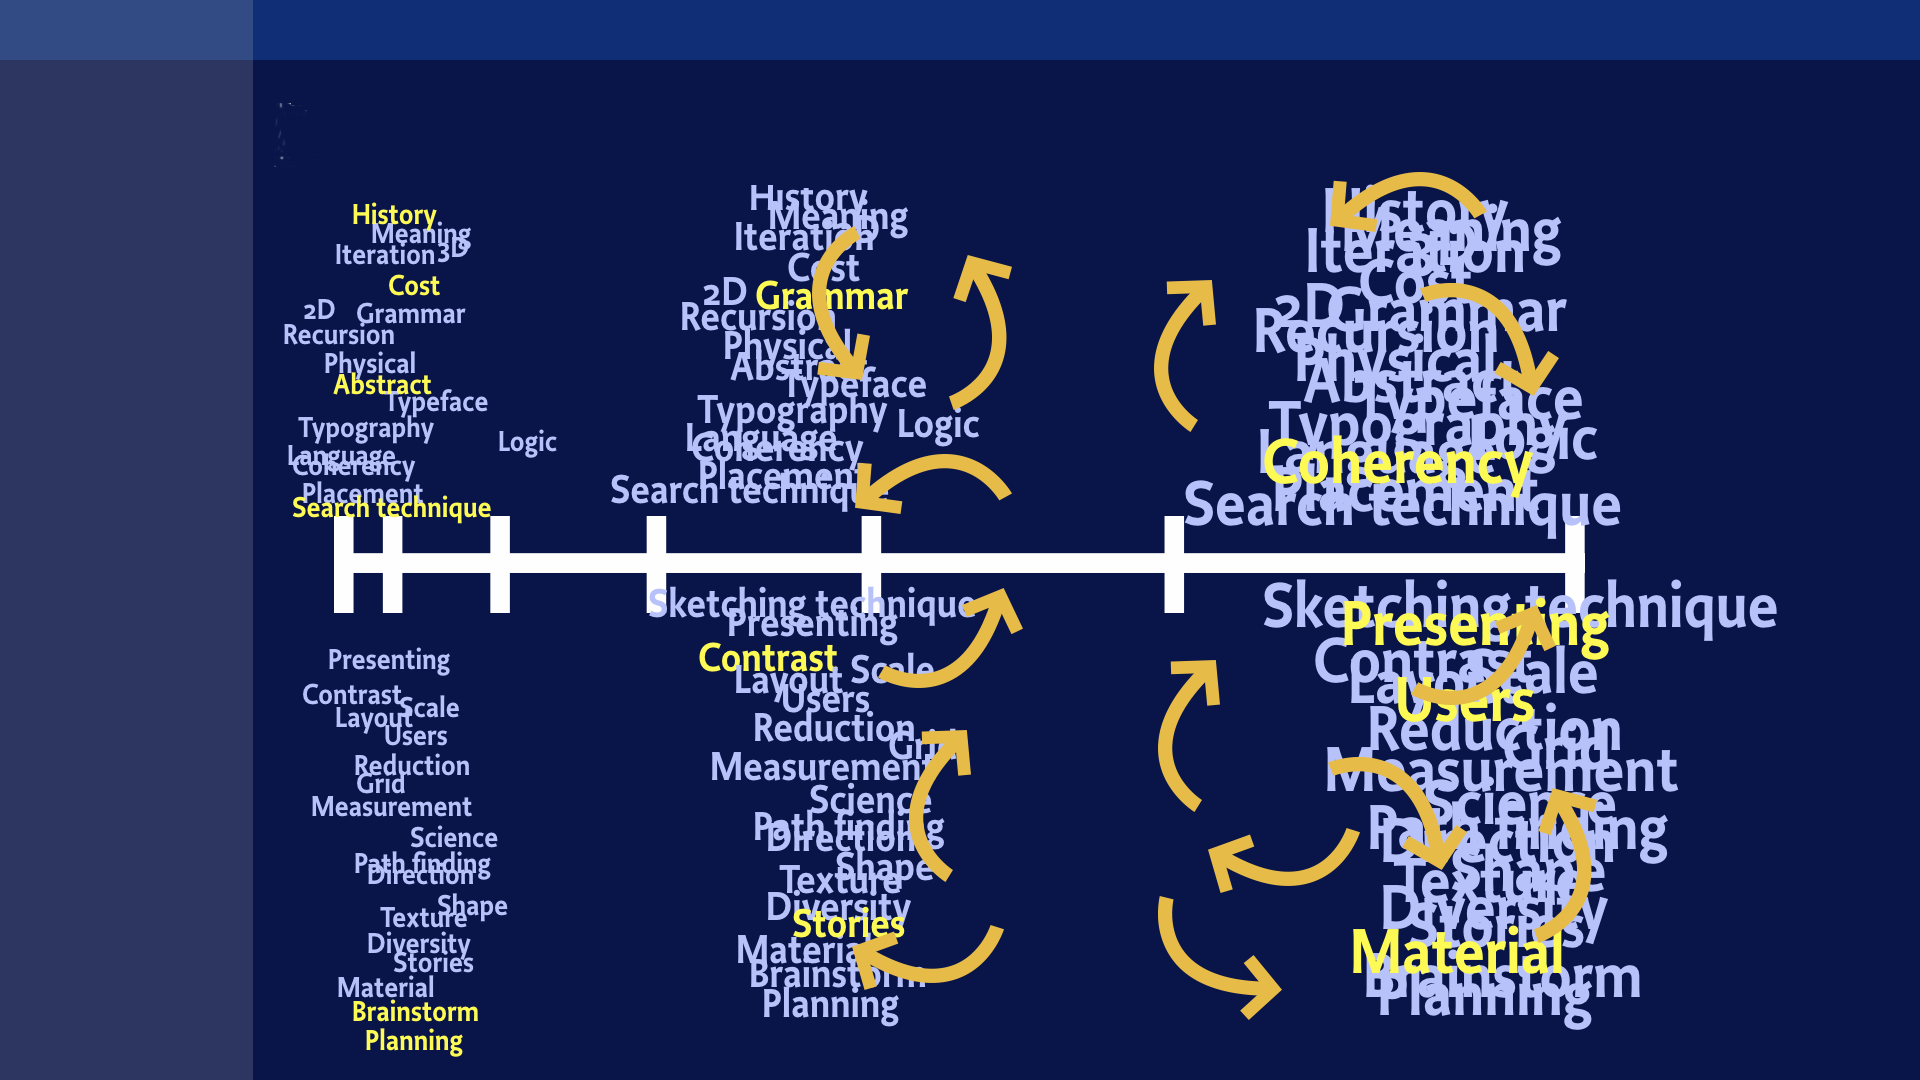 History
Meaning
Iteration
3D
Cost
2D
Grammar
Recursion
Physical
Abstract
Typeface
Typography
Logic
Language
Coherency
Placement
Search technique
Presenting
Contrast
Scale
Layout
Users
Reduction
Grid
Measurement
Science
Path finding
Direction
Shape
Texture
Diversity
Stories
Material
Brainstorm
Planning
History
Meaning
Iteration
Cost
2D
Grammar
Recursion
Physical
Abstract
Typeface
Typography
Logic
Language
Coherency
Placement
Search technique
Sketching technique
Presenting
Contrast
Scale
Layout
Users
Reduction
Grid
Measurement
Science
Path finding
Direction
Shape
Texture
Diversity
Stories
Material
Brainstorm
Planning
History
Meaning
Iteration
Cost
2D
Grammar
Recursion
Physical
Abstract
Typeface
Typography
Logic
Language
Coherency
Placement
Search technique
Sketching technique
Presenting
Contrast
Scale
Layout
Users
Reduction
Grid
Measurement
Science
Path finding
Direction
Shape
Texture
Diversity
Stories
Material
Brainstorm
Planning